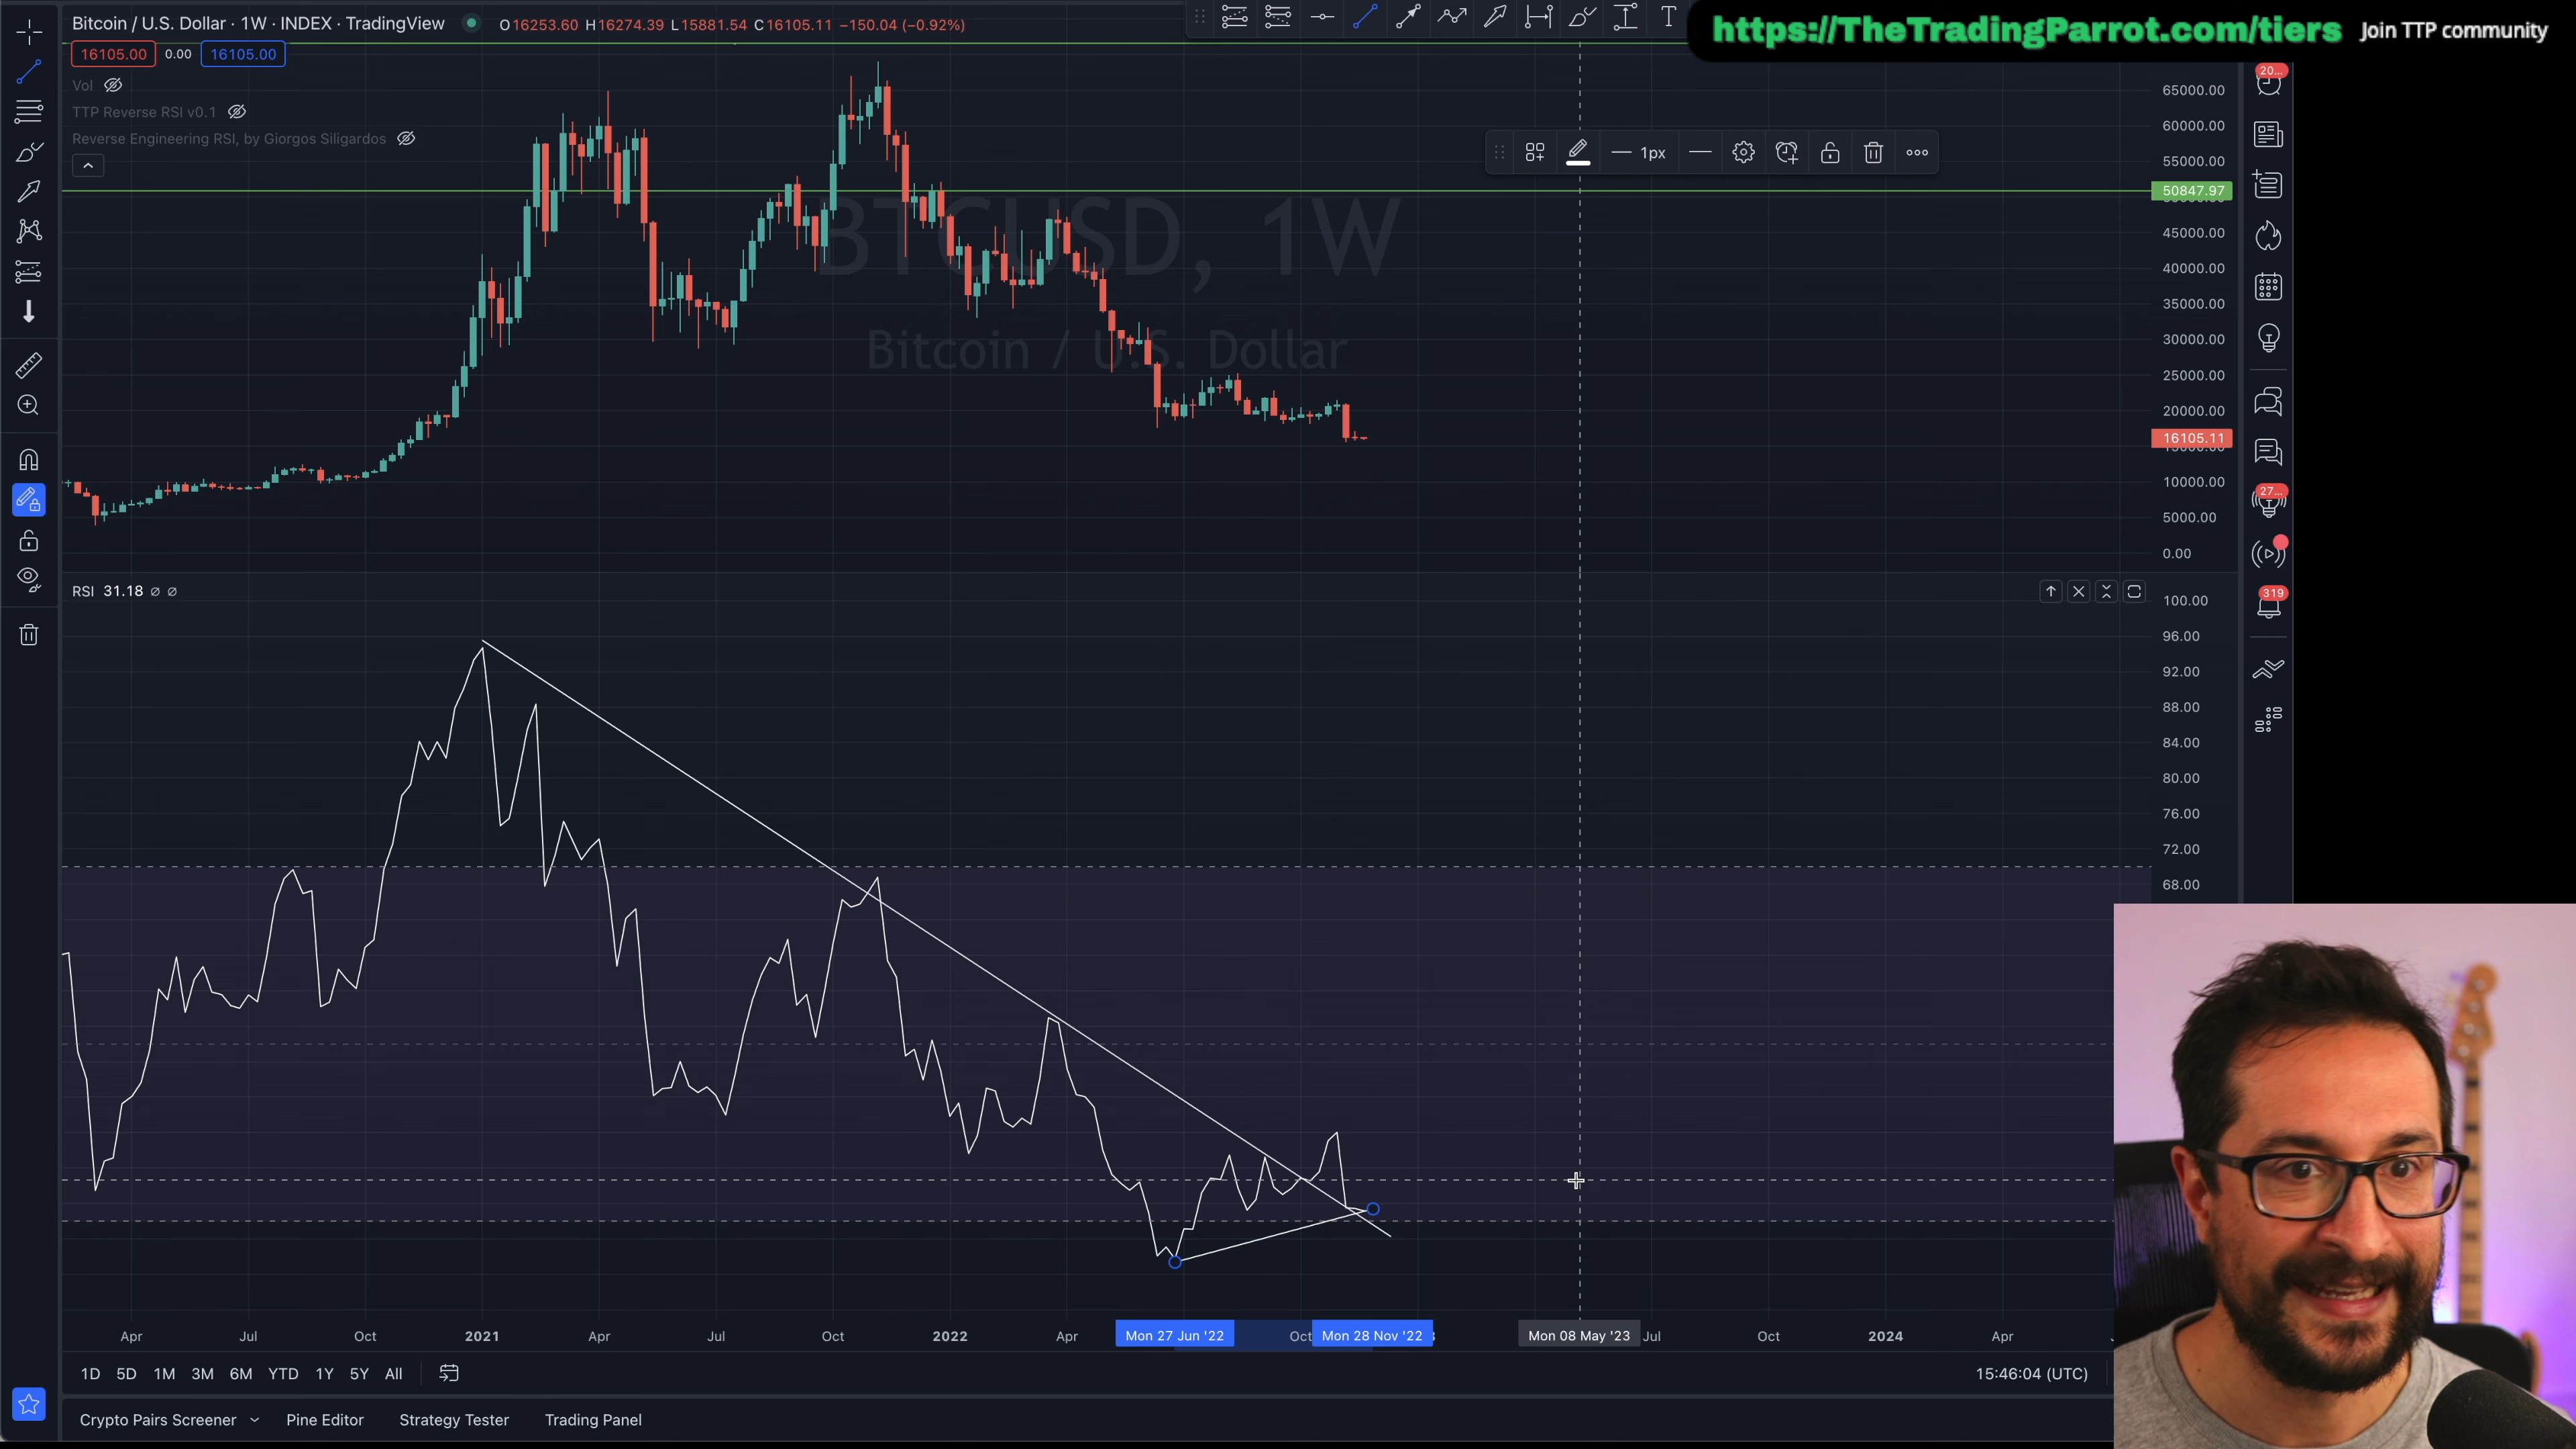 Bitcoin / U.S. Dollar · 1W · INDEX · TradingView
O16253.60 H16274.39 L15881.54 C16105.11 −150.04 (−0.92%)
https://TheTradingParrot.com/tiers Join TTP community
16105.00 0.00 16105.00
Vol
TTP Reverse RSI v0.1
Reverse Engineering RSI, by Giorgos Siligardos
1px
T
BTCUSD, 1W
Bitcoin / U.S. Dollar
65000.00
60000.00
55000.00
50847.97
45000.00
40000.00
35000.00
30000.00
25000.00
20000.00
16105.11
10000.00
5000.00
0.00
20...
27...
319
RSI 31.18 ∅ ∅
100.00
96.00
92.00
88.00
84.00
80.00
76.00
72.00
68.00
Apr Jul Oct 2021 Apr Jul Oct 2022 Apr Mon 27 Jun '22 Oct Mon 28 Nov '22 Mon 08 May '23 Jul Oct 2024 Apr
1D 5D 1M 3M 6M YTD 1Y 5Y All
15:46:04 (UTC)
Crypto Pairs Screener Pine Editor Strategy Tester Trading Panel